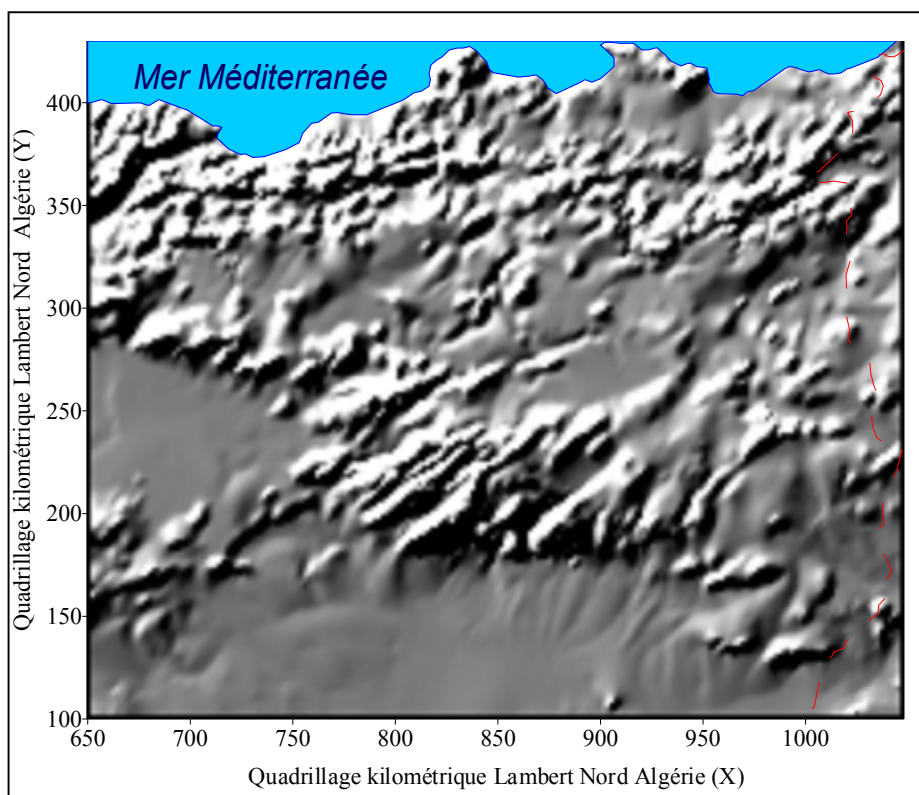 Mer Méditerranée
Quadrillage kilométrique Lambert Nord  Algérie (Y)
400
350
300
250
200
150
100
650 700 750 800 850 900 950 1000
Quadrillage kilométrique Lambert Nord Algérie (X)